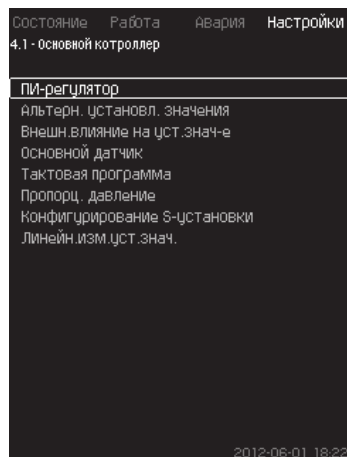 Состояние Работа Авария Настройки
4.1 - Основной котроллер
ПИ-регулятор
Альтерн. установл. значения
Внешн.влияние на уст.знач-е
Основной датчик
Тактовая программа
Пропорц. давление
Конфигурирование S-установки
Линейн.изм.уст.знач.
2012-06-01 18:22